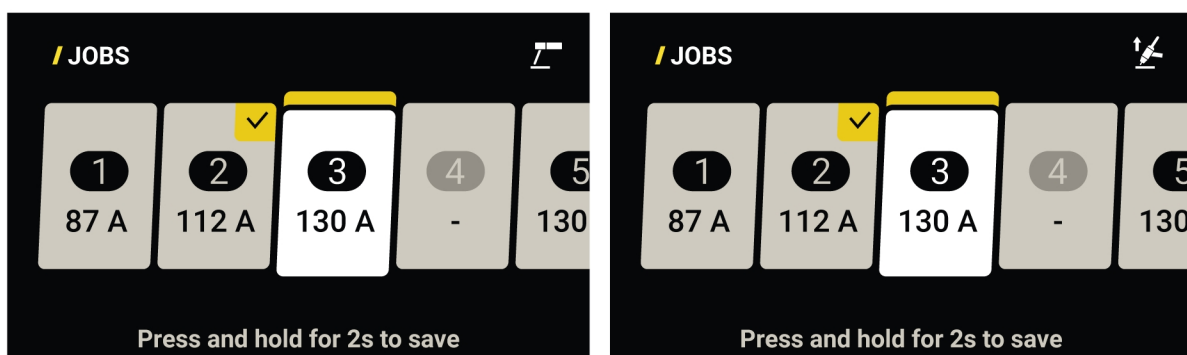 JOBS
1 2 3 4 5
87 A 112 A 130 A - 130
Press and hold for 2s to save
JOBS
1 2 3 4 5
87 A 112 A 130 A - 130
Press and hold for 2s to save